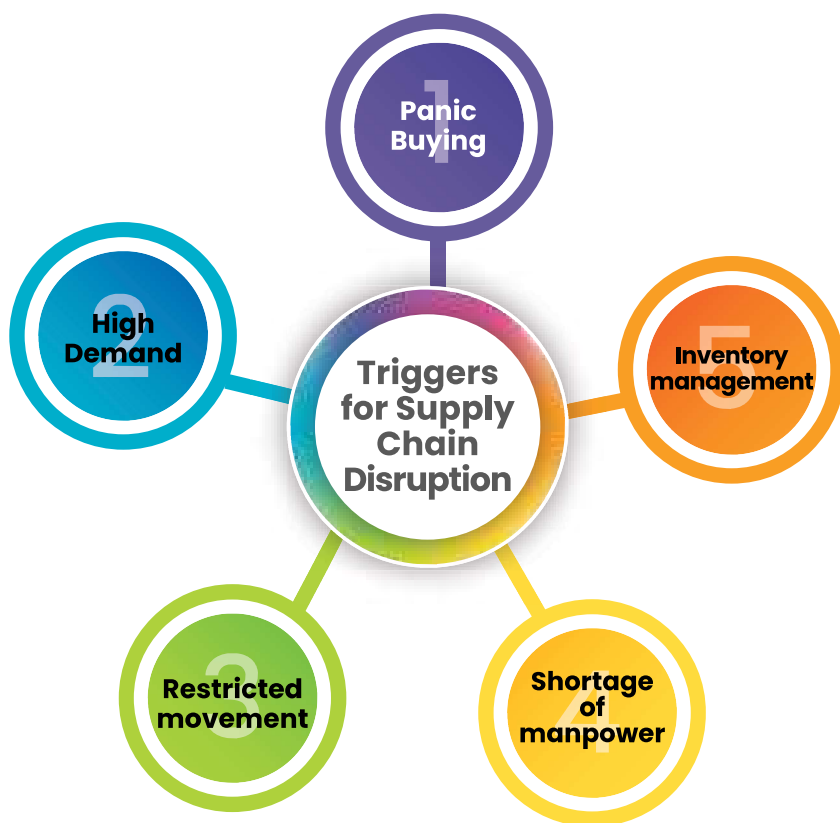 1
Panic
Buying
2
High
Demand
Triggers
for Supply
Chain
Disruption
5
Inventory
management
3
Restricted
movement
4
Shortage
of
manpower